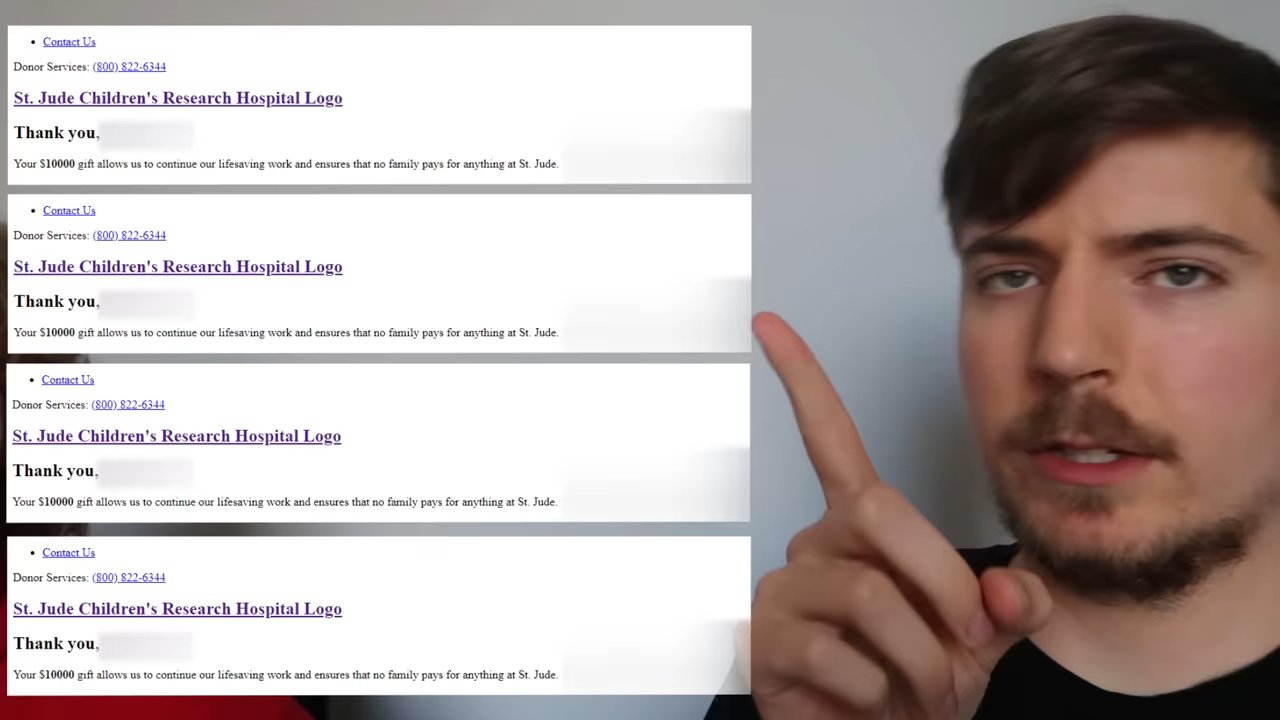 Contact Us
Donor Services: (800) 822-6344
St. Jude Children's Research Hospital Logo
Thank you,
Your $10000 gift allows us to continue our lifesaving work and ensures that no family pays for anything at St. Jude.
Contact Us
Donor Services: (800) 822-6344
St. Jude Children's Research Hospital Logo
Thank you,
Your $10000 gift allows us to continue our lifesaving work and ensures that no family pays for anything at St. Jude.
Contact Us
Donor Services: (800) 822-6344
St. Jude Children's Research Hospital Logo
Thank you,
Your $10000 gift allows us to continue our lifesaving work and ensures that no family pays for anything at St. Jude.
Contact Us
Donor Services: (800) 822-6344
St. Jude Children's Research Hospital Logo
Thank you,
Your $10000 gift allows us to continue our lifesaving work and ensures that no family pays for anything at St. Jude.